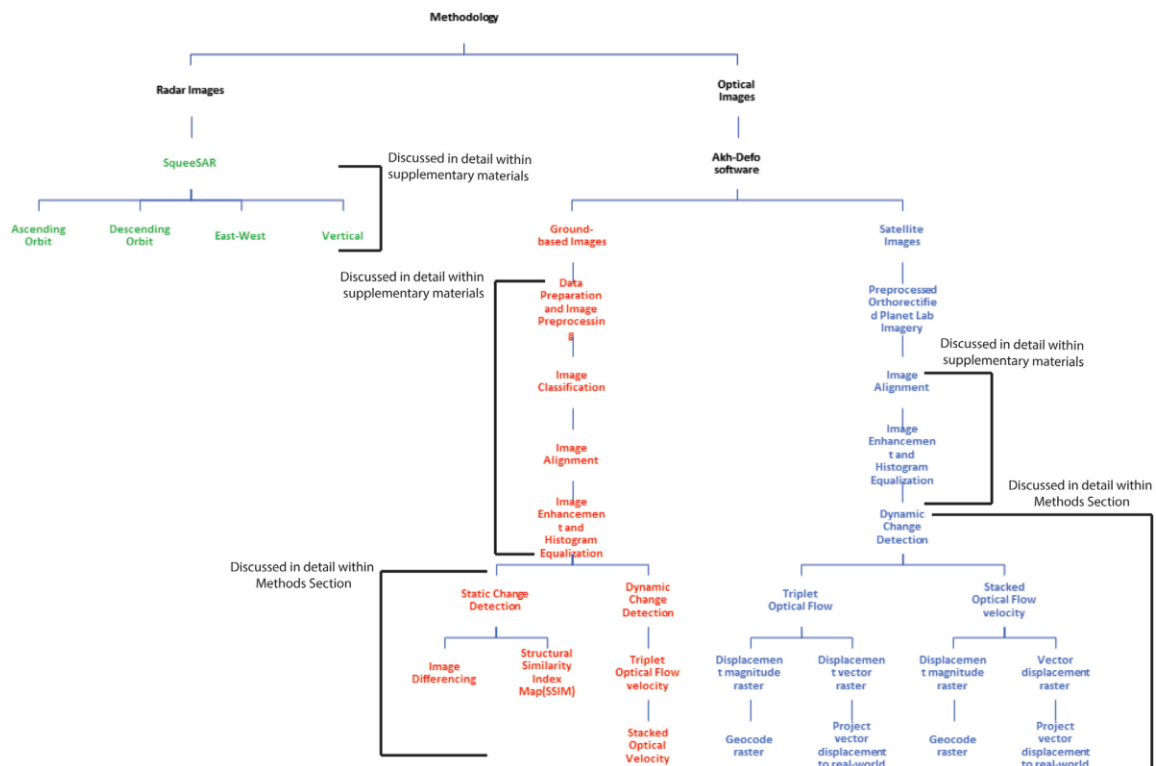 Methodology
Radar Images
Optical
Images
SqueeSAR
Discussed in detail within
supplementary materials
Akh-Defo
software
Ascending
Orbit
Descending
Orbit
East-West
Vertical
Ground-
based Images
Satellite
Images
Discussed in detail within
supplementary materials
Data
Preparation
and Image
Preprocessin
g
Preprocessed
Orthorectifie
d Planet Lab
Imagery
Discussed in detail within
supplementary materials
Image
Classification
Image
Alignment
Image
Alignment
Image
Enhancemen
t and
Histogram
Equalization
Image
Enhancemen
t and
Histogram
Equalization
Discussed in detail within
Methods Section
Dynamic
Change
Detection
Discussed in detail within
Methods Section
Static Change
Detection
Dynamic
Change
Detection
Triplet
Optical Flow
Stacked
Optical Flow
velocity
Image
Differencing
Structural
Similarity
Index
Map(SSIM)
Triplet
Optical Flow
velocity
Displacemen
t magnitude
raster
Displacemen
t vector
raster
Displacemen
t magnitude
raster
Vector
displacement
raster
Stacked
Optical
Velocity
Geocode
raster
Project
vector
displacement
to real-world
Geocode
raster
Project
vector
displacement
to real-world